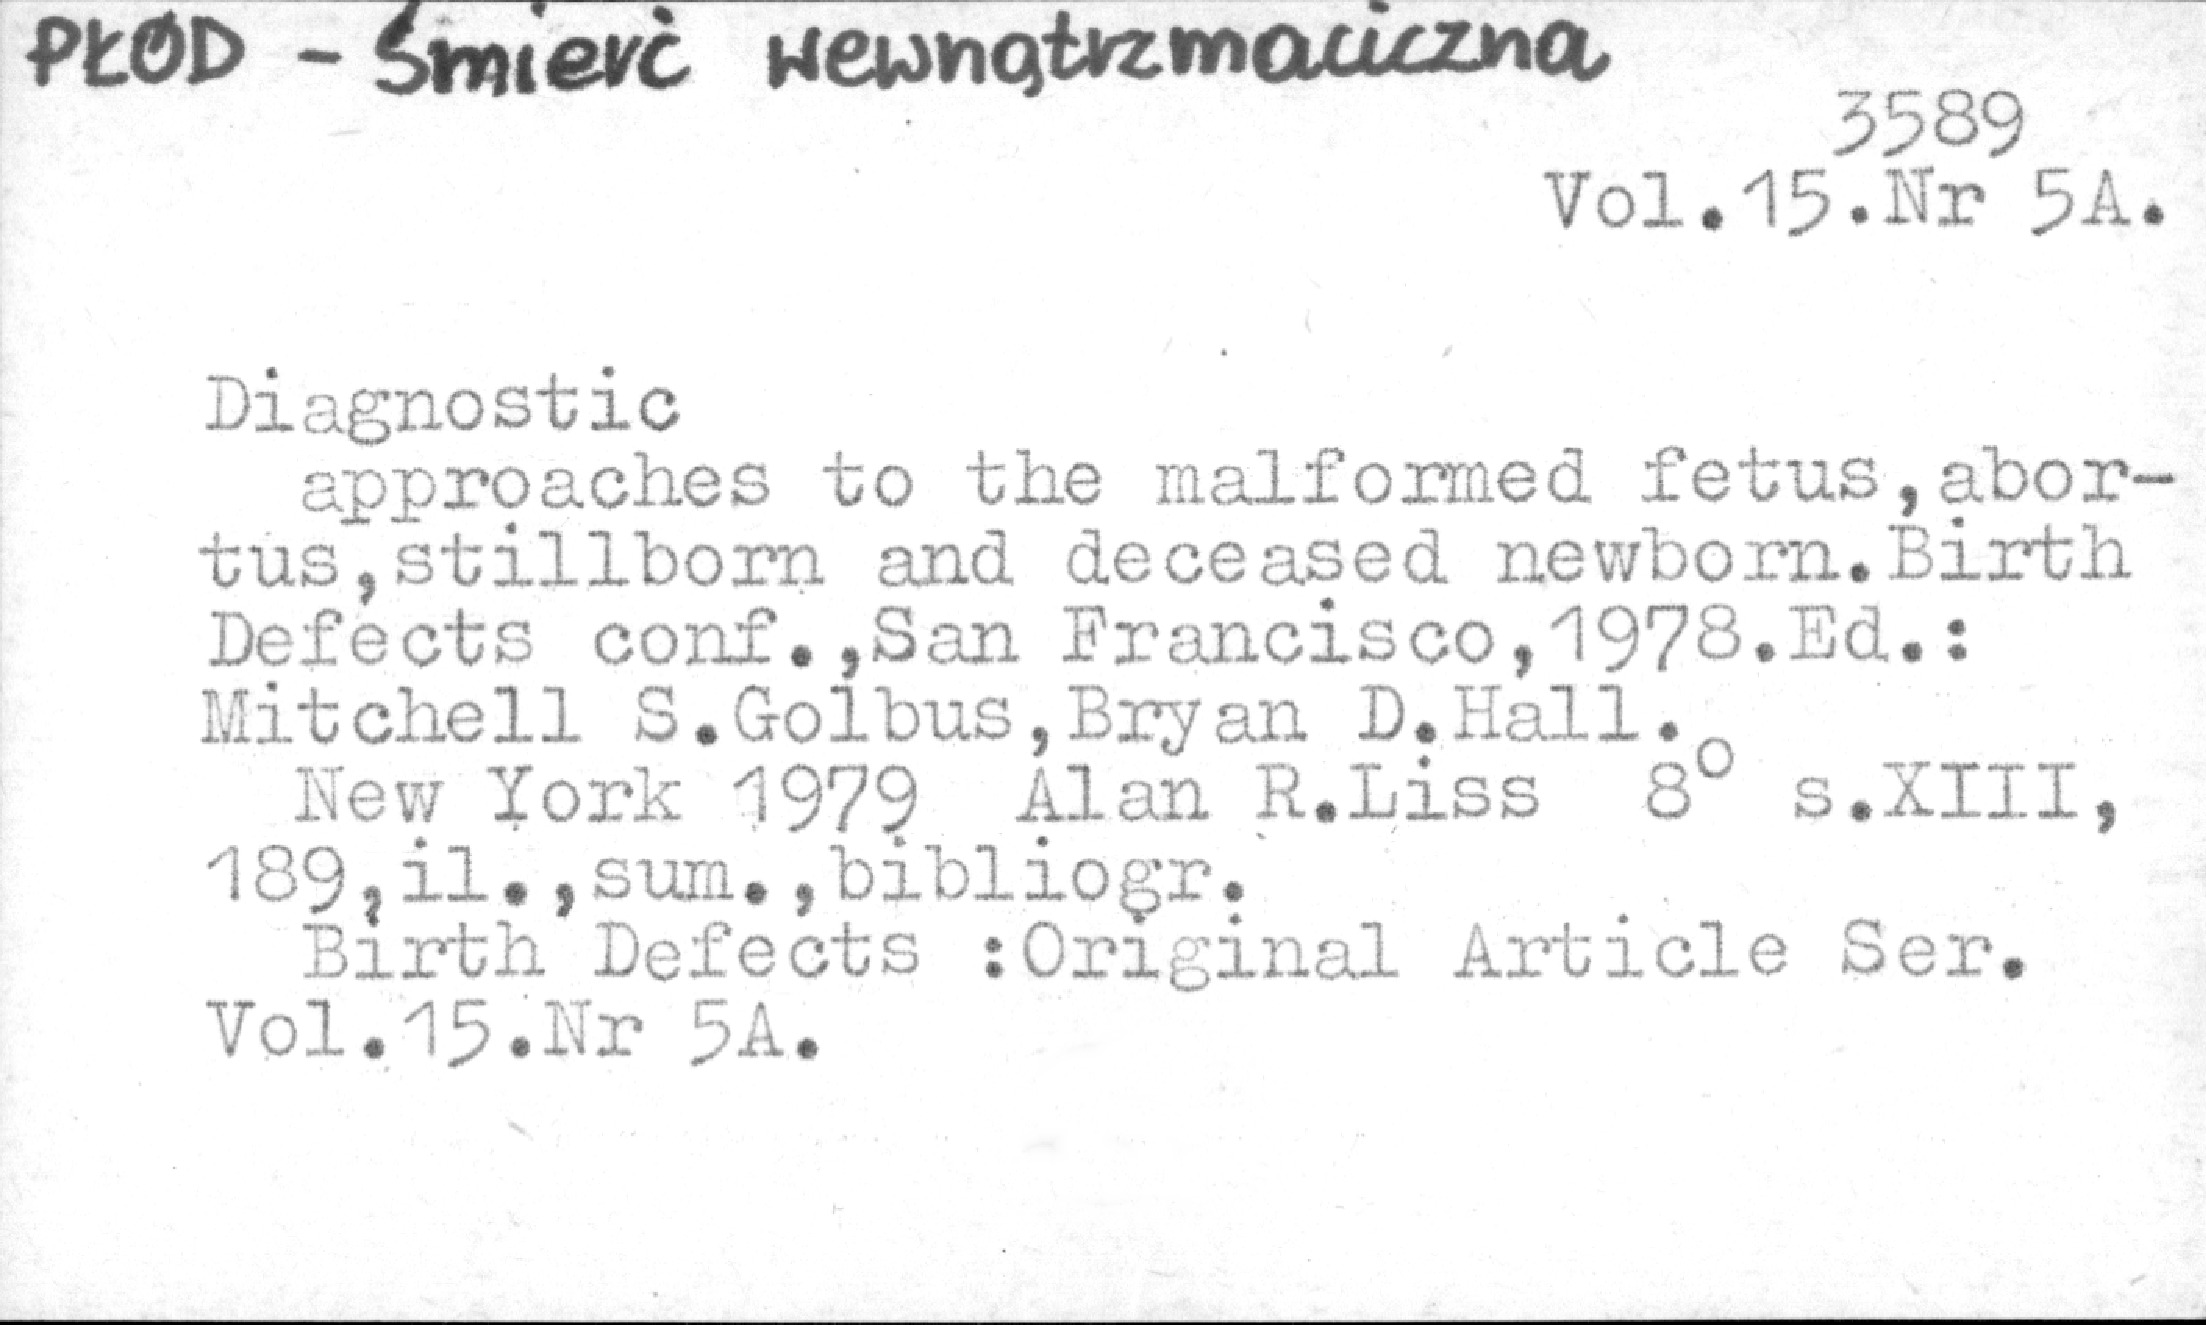 PŁÓD - Śmierć wewnątrzmaciczna
3589
Vol.15.Nr 5A.
Diagnostic
approaches to the malformed fetus,abor-
tus,stillborn and deceased newborn.Birth
Defects conf.,San Francisco,1978.Ed.:
Mitchell S.Golbus,Bryan D.Hall.
New York 1979 Alan R.Liss 8° s.XIII,
189,il.,sum.,bibliogr.
Birth Defects :Original Article Ser.
Vol.15.Nr 5A.